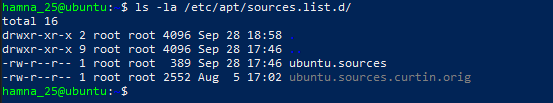 hamna_25@ubuntu: $ ls -la /etc/apt/sources.list.d/
total 16
drwxr-xr-x 2 root root 4096 Sep 28 18:58
drwxr-xr-x 9 root root 4096 Sep 28 17:46
-rw-r--r-- 1 root root  389 Sep 28 17:46 ubuntu.sources
-rw-r--r-- 1 root root 2552 Aug  5 17:02 ubuntu.sources.curtin.orig
hamna_25@ubuntu: $